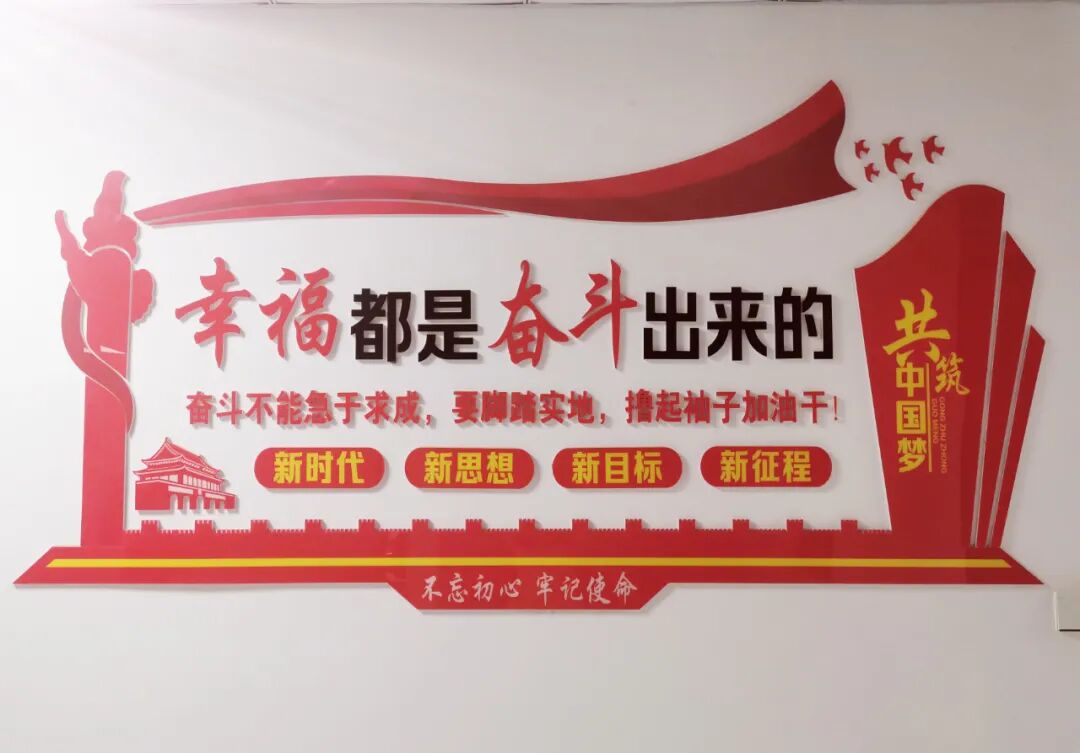 幸福都是奋斗出来的
奋斗不能急于求成，要脚踏实地，撸起袖子加油干！
新时代 新思想 新目标 新征程
共筑
中国梦
GONG ZHU ZHONG
GUO MENG
不忘初心 牢记使命